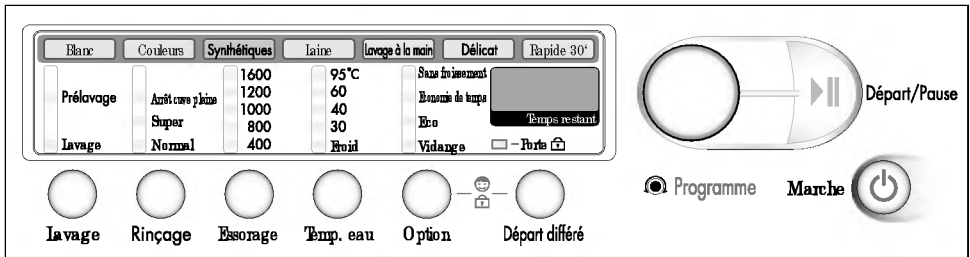 Blanc Couleurs Synthétiques Laine Lavage à la main Délicat Rapide 30‘
1600 95°C Sans froissement
Prélavage 1200 60
Arrêt cuve pleine 1000 40 Economie de temps
Super 800 30 Eco Temps restant
Lavage Normal 400 Froid Vidange – Porte
Départ/Pause
Programme Marche
Lavage Rinçage Essorage Temp. eau Option Départ différé